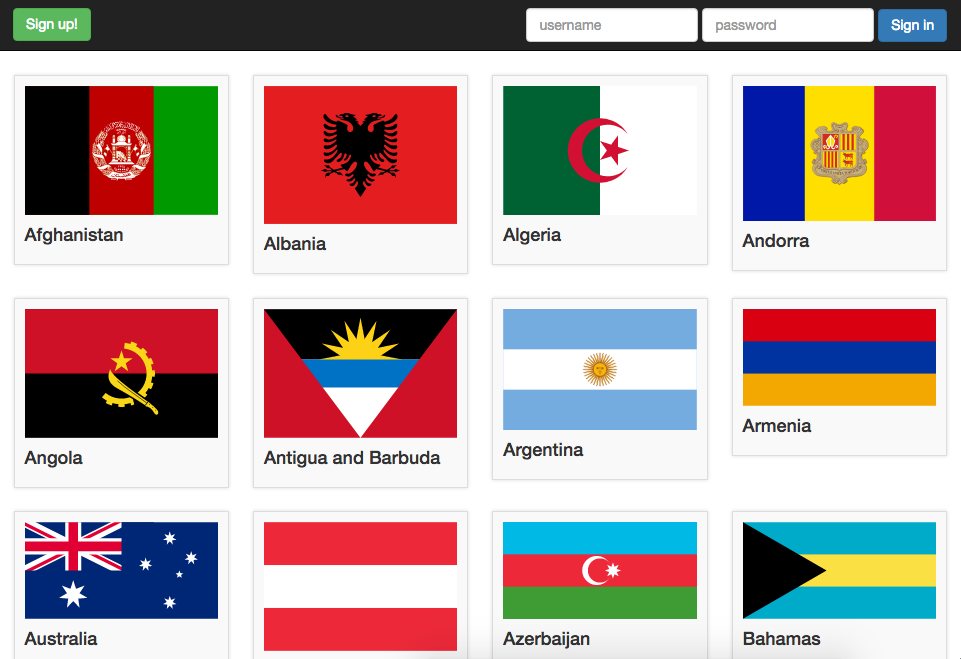 Sign up!
username
password
Sign in
Afghanistan
Albania
Algeria
Andorra
Angola
Antigua and Barbuda
Argentina
Armenia
Australia
Azerbaijan
Bahamas